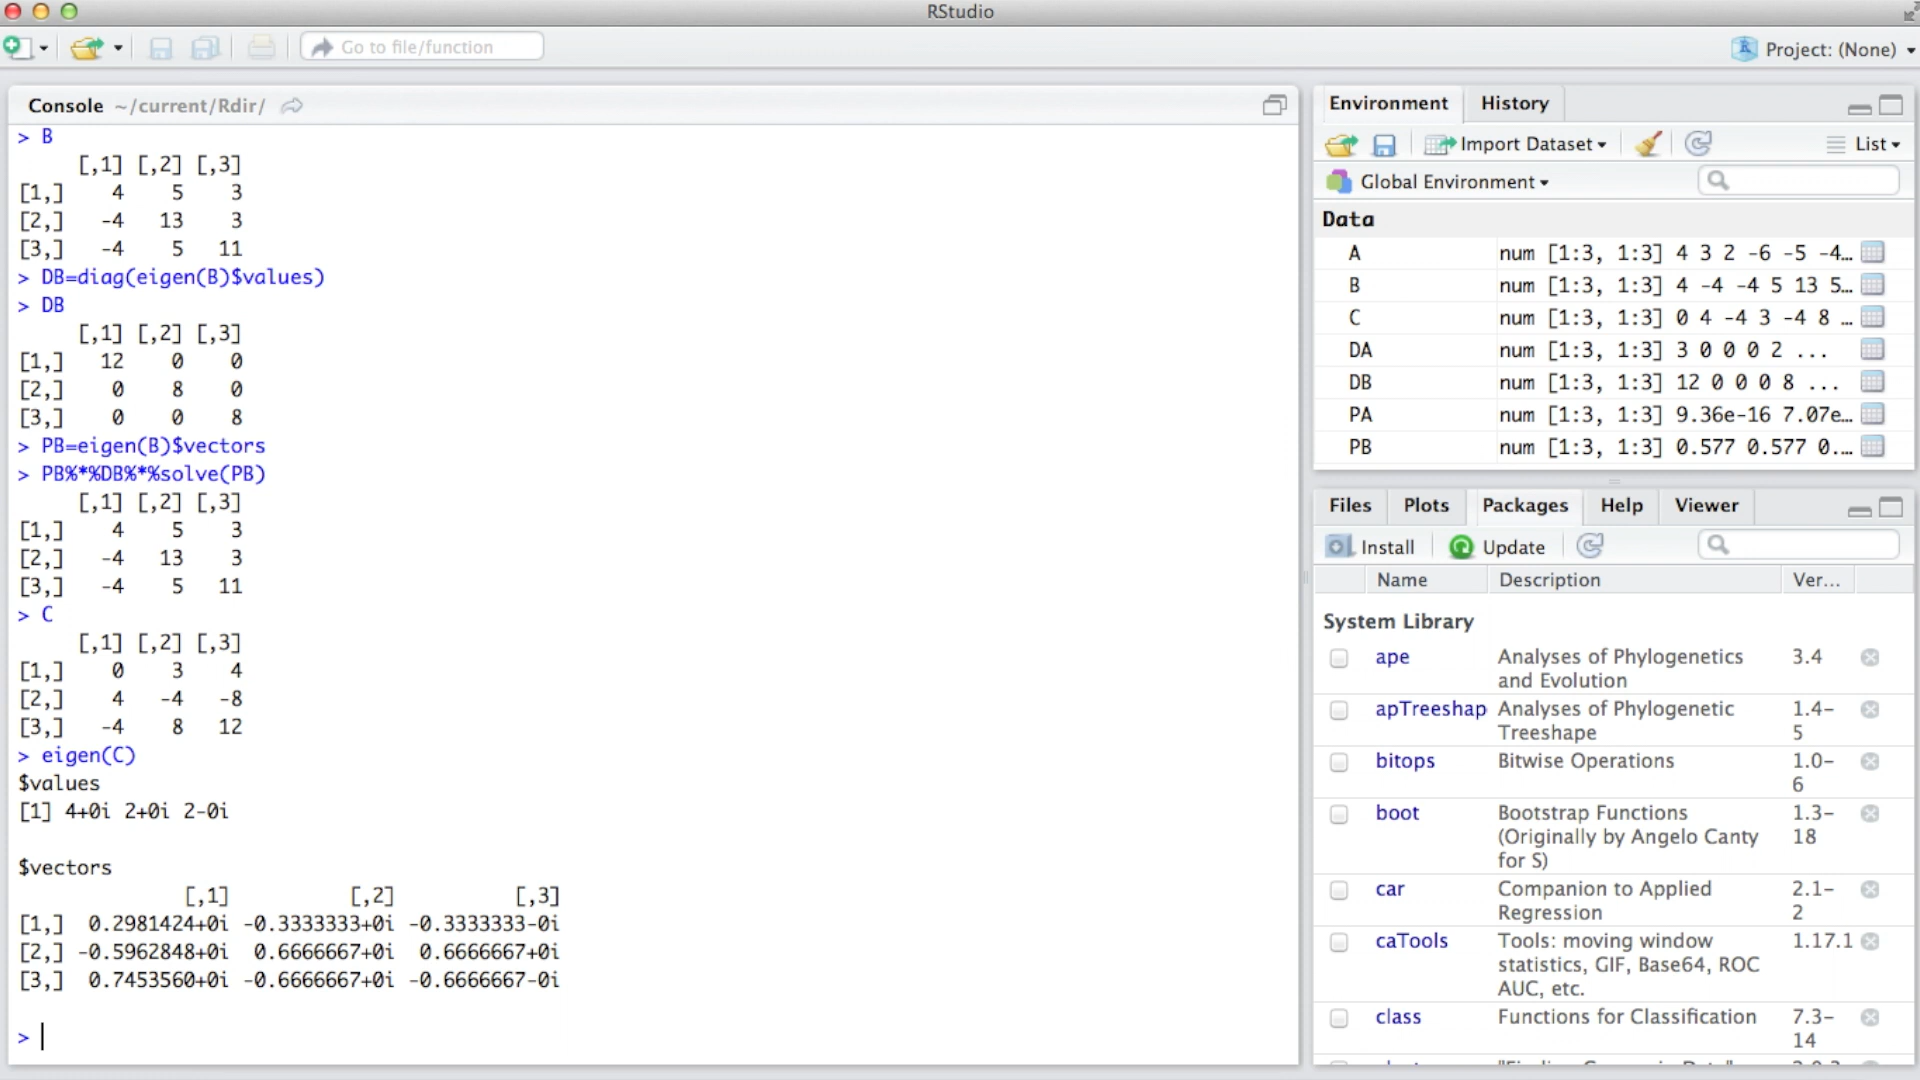 RStudio
Go to file/function
Project: (None)
Console ~/current/Rdir/
> B
[,1] [,2] [,3]
[1,] 4 5 3
[2,] -4 13 3
[3,] -4 5 11
> DB=diag(eigen(B)$values)
> DB
[,1] [,2] [,3]
[1,] 12 0 0
[2,] 0 8 0
[3,] 0 0 8
> PB=eigen(B)$vectors
> PB%*%DB%*%solve(PB)
[,1] [,2] [,3]
[1,] 4 5 3
[2,] -4 13 3
[3,] -4 5 11
> C
[,1] [,2] [,3]
[1,] 0 3 4
[2,] 4 -4 -8
[3,] -4 8 12
> eigen(C)
$values
[1] 4+0i 2+0i 2-0i
$vectors
[,1] [,2] [,3]
[1,] 0.2981424+0i -0.3333333+0i -0.3333333-0i
[2,] -0.5962848+0i 0.6666667+0i 0.6666667+0i
[3,] 0.7453560+0i -0.6666667+0i -0.6666667-0i
>
Environment History
Import Dataset List
Global Environment
Data
A num [1:3, 1:3] 4 3 2 -6 -5 -4…
B num [1:3, 1:3] 4 -4 -4 5 13 5…
C num [1:3, 1:3] 0 4 -4 3 -4 8 …
DA num [1:3, 1:3] 3 0 0 0 2 ...
DB num [1:3, 1:3] 12 0 0 0 8 ...
PA num [1:3, 1:3] 9.36e-16 7.07e…
PB num [1:3, 1:3] 0.577 0.577 0.…
Files Plots Packages Help Viewer
Install Update
Name Description Ver...
System Library
ape Analyses of Phylogenetics 3.4
and Evolution
apTreeshap Analyses of Phylogenetic 1.4-
Treeshape 5
bitops Bitwise Operations 1.0-
6
boot Bootstrap Functions 1.3-
(Originally by Angelo Canty 18
for S)
car Companion to Applied 2.1-
Regression 2
caTools Tools: moving window 1.17.1
statistics, GIF, Base64, ROC
AUC, etc.
class Functions for Classification 7.3-
14